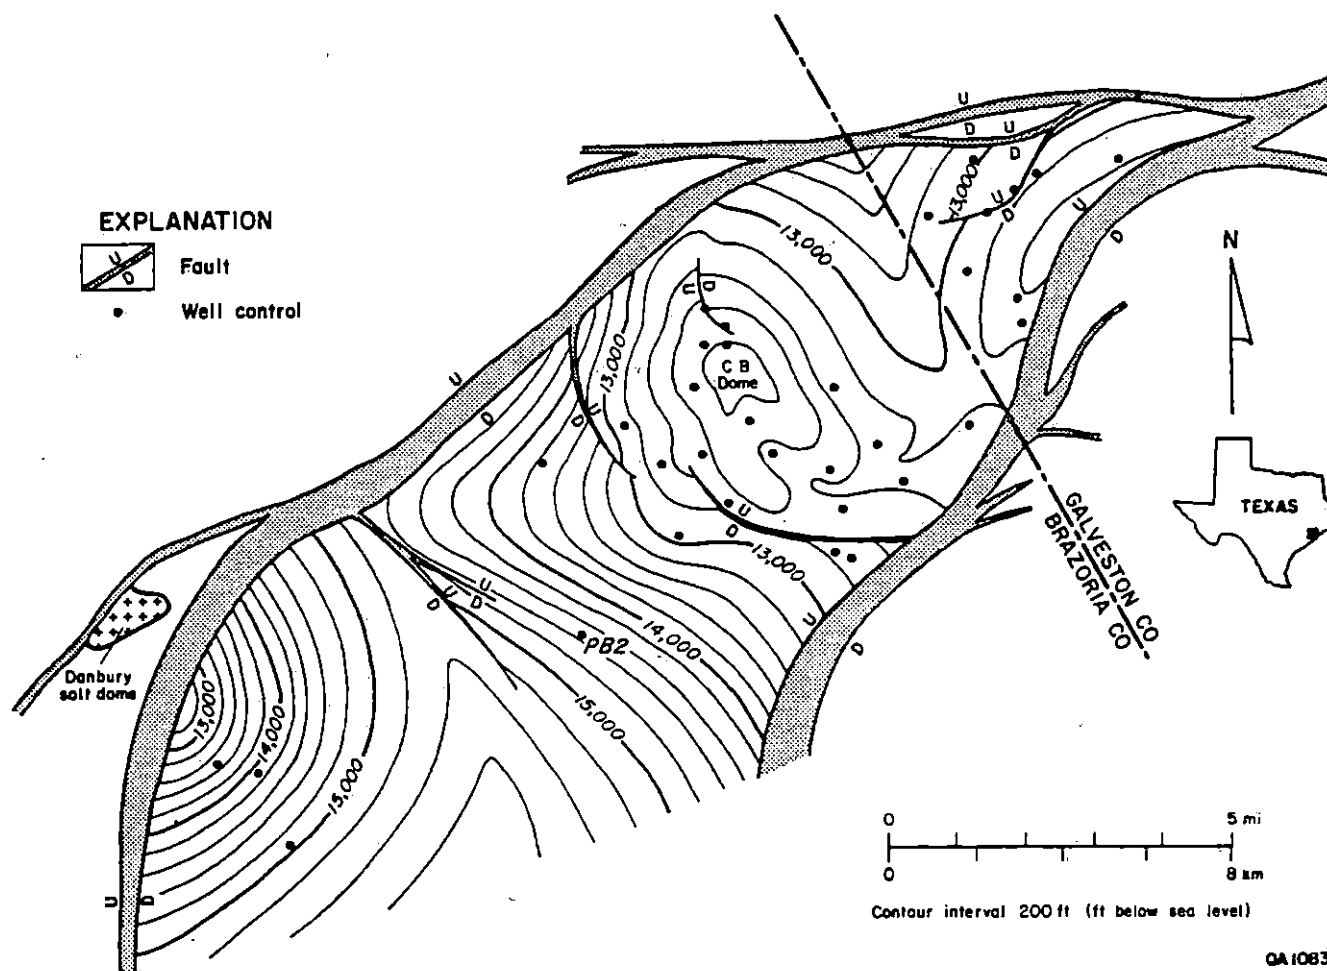 EXPLANATION
U
D
Fault
Well control
U
D
U
D
U
D
U
D
13,000
13,000
N
TEXAS
U
D
U
D
13,000
C B
Dome
U
D
U
D
U
D
13,000
GALVESTON CO
BRAZORIA CO
U
D
U
D
U
D
14,000
PB2
15,000
Danbury
salt dome
13,000
14,000
15,000
U
D
0
5 mi
0
8 km
Contour interval 200 ft (ft below sea level)
QA1083